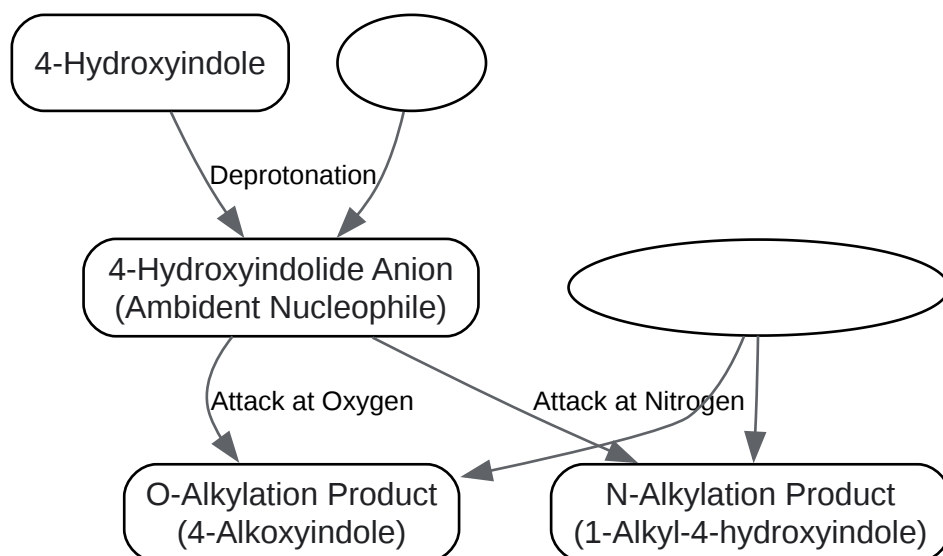 4-Hydroxyindole
Deprotonation
4-Hydroxyindolide Anion
(Ambident Nucleophile)
Attack at Oxygen
Attack at Nitrogen
O-Alkylation Product
(4-Alkoxyindole)
N-Alkylation Product
(1-Alkyl-4-hydroxyindole)